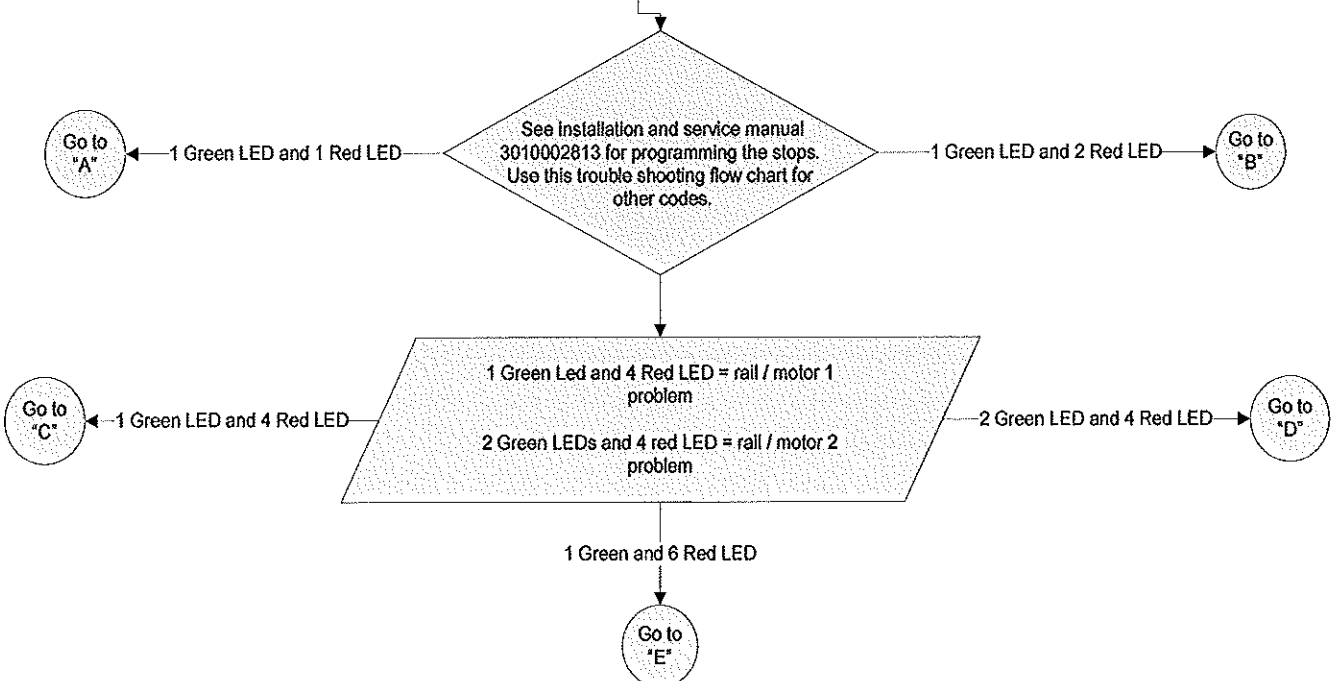 See installation and service manual
3010002813 for programming the stops.
Use this trouble shooting flow chart for
other codes.
Go to
"A"
1 Green LED and 1 Red LED
1 Green LED and 2 Red LED
Go to
"B"
1 Green Led and 4 Red LED = rail / motor 1
problem
2 Green LEDs and 4 red LED = rail / motor 2
problem
Go to
"C"
1 Green LED and 4 Red LED
2 Green LED and 4 Red LED
Go to
"D"
1 Green and 6 Red LED
Go to
"E"